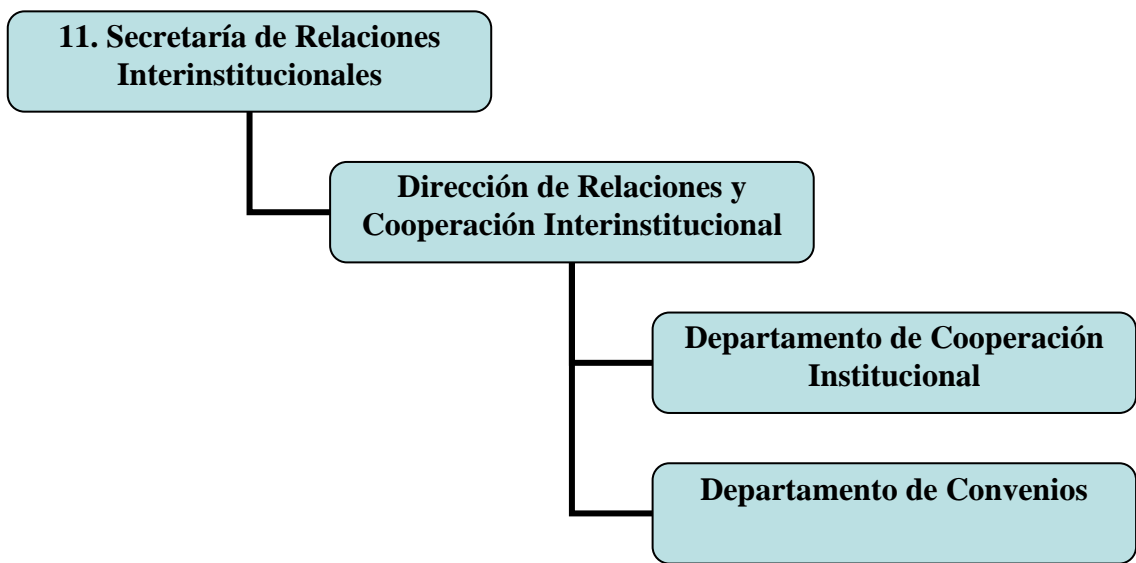 11. Secretaría de Relaciones
Interinstitucionales
Dirección de Relaciones y
Cooperación Interinstitucional
Departamento de Cooperación
Institucional
Departamento de Convenios